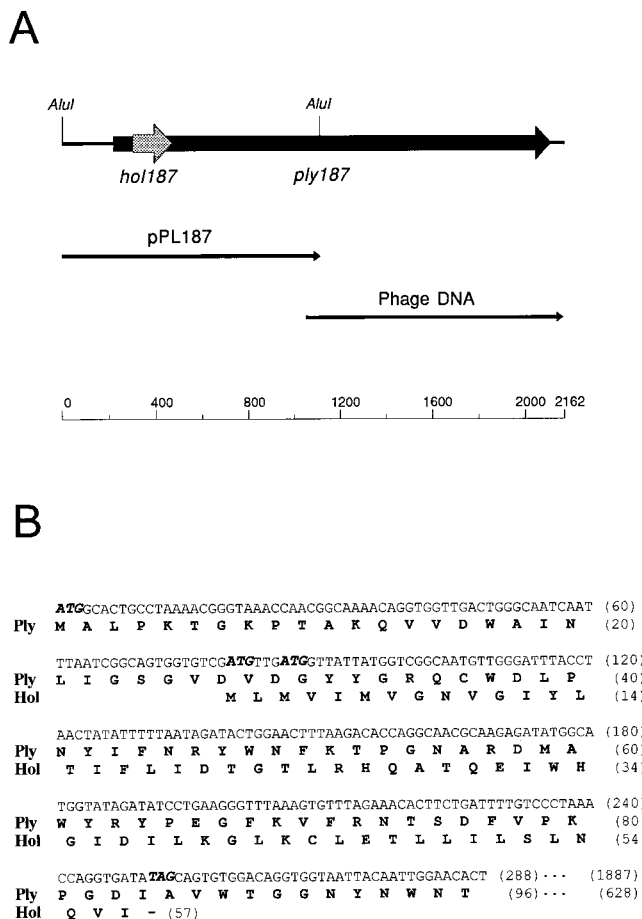 A
AluI AluI
hol187 ply187
pPL187
Phage DNA
0 400 800 1200 1600 2000 2162
B
ATGGCACTGCCTAAAACGGGTAAACCAACGGCAAAACAGGTGGTTGACTGGGCAATCAAT (60)
Ply M A L P K T G K P T A K Q V V D W A I N (20)
TTAATCGGCAGTGGTGTCGATGTTGATGGTTATTATGGTCGGCAATGTTGGGATTTACCT (120)
Ply L I G S G V D V D G Y Y G R Q C W D L P (40)
Hol M L M V I M V G N V G I Y L (14)
AACTATATTTTTAATAGATACTGGAACTTTAAGACACCAGGCAACGCAAGAGATATGGCA (180)
Ply N Y I F N R Y W N F K T P G N A R D M A (60)
Hol T I F L I D T G T L R H Q A T Q E I W H (34)
TGGTATAGATATCCTGAAGGGTTTAAAGTGTTTAGAAACACTTCTGATTTTGTCCCTAAA (240)
Ply W Y R Y P E G F K V F R N T S D F V P K (80)
Hol G I D I L K G L K C L E T L L I L S L N (54)
CCAGGTGATATAGCAGTGTGGACAGGTGGTAATTACAATTGGAACACT (288)--- (1887)
Ply P G D I A V W T G G N Y N W N T (96)--- (628)
Hol Q V I - (57)